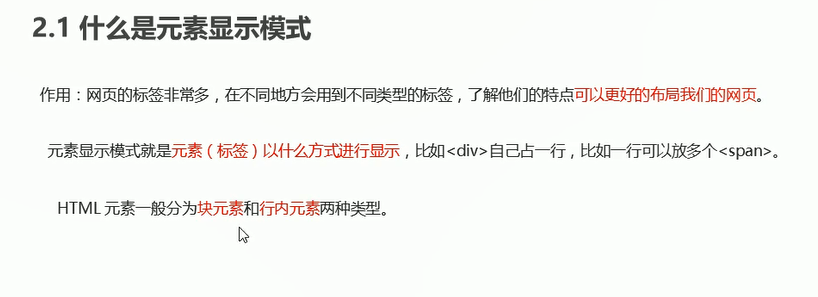 2.1 什么是元素显示模式
作用：网页的标签非常多，在不同地方会用到不同类型的标签，了解他们的特点可以更好的布局我们的网页。
元素显示模式就是元素（标签）以什么方式进行显示，比如<div>自己占一行，比如一行可以放多个<span>。
HTML 元素一般分为块元素和行内元素两种类型。